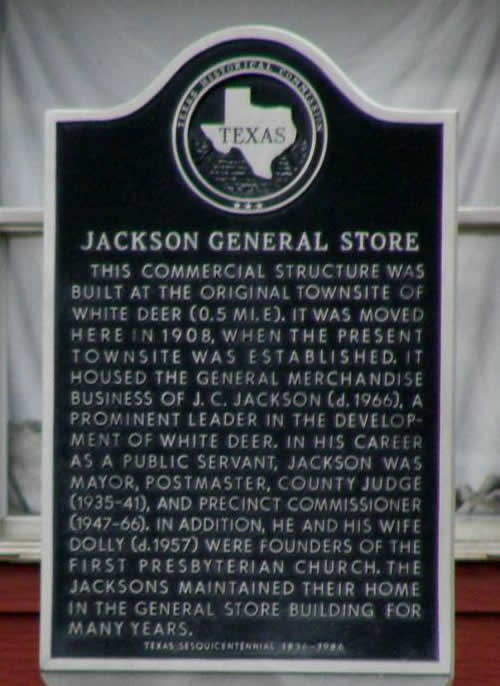 TEXAS HISTORICAL COMMISSION
TEXAS
JACKSON GENERAL STORE
THIS COMMERCIAL STRUCTURE WAS
BUILT AT THE ORIGINAL TOWNSITE OF
WHITE DEER (0.5 MI. E). IT WAS MOVED
HERE IN 1908, WHEN THE PRESENT
TOWNSITE WAS ESTABLISHED. IT
HOUSED THE GENERAL MERCHANDISE
BUSINESS OF J. C. JACKSON (d. 1966), A
PROMINENT LEADER IN THE DEVELOP-
MENT OF WHITE DEER. IN HIS CAREER
AS A PUBLIC SERVANT, JACKSON WAS
MAYOR, POSTMASTER, COUNTY JUDGE
(1935-41), AND PRECINCT COMMISSIONER
(1947-66). IN ADDITION, HE AND HIS WIFE
DOLLY (d. 1957) WERE FOUNDERS OF THE
FIRST PRESBYTERIAN CHURCH. THE
JACKSONS MAINTAINED THEIR HOME
IN THE GENERAL STORE BUILDING FOR
MANY YEARS.
TEXAS SESQUICENTENNIAL 1836-1986